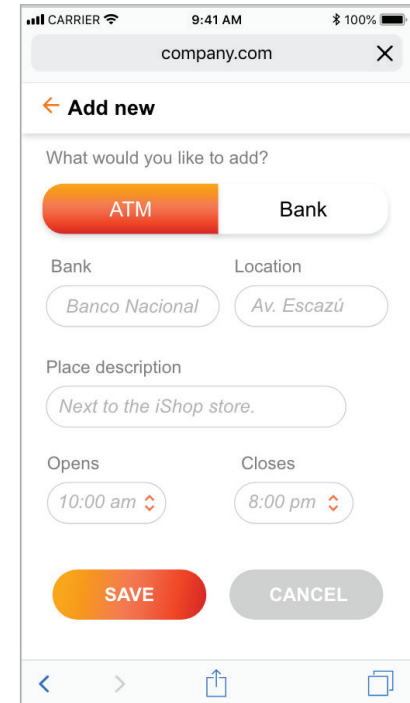 CARRIER 9:41 AM 100%
company.com
Add new
What would you like to add?
ATM Bank
Bank Location
Banco Nacional Av. Escazú
Place description
Next to the iShop store.
Opens Closes
10:00 am 8:00 pm
SAVE CANCEL